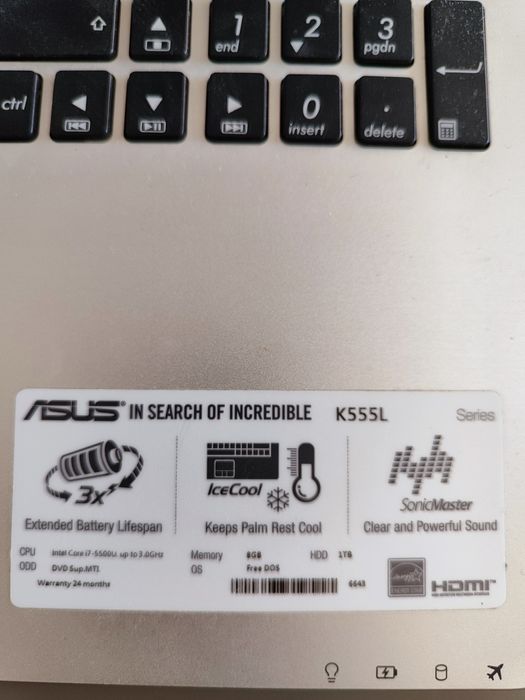 1 2 3
end pgdn
ctrl 0 .
insert delete
ASUS IN SEARCH OF INCREDIBLE K555L Series
3x IceCool SonicMaster
Extended Battery Lifespan Keeps Palm Rest Cool Clear and Powerful Sound
CPU Intel Core i7-5500U up to 3.0GHz Memory 8GB HDD 1TB
ODD DVD Sup.MTI. OS Free DOS
Warranty 24 months 6643
HDMI